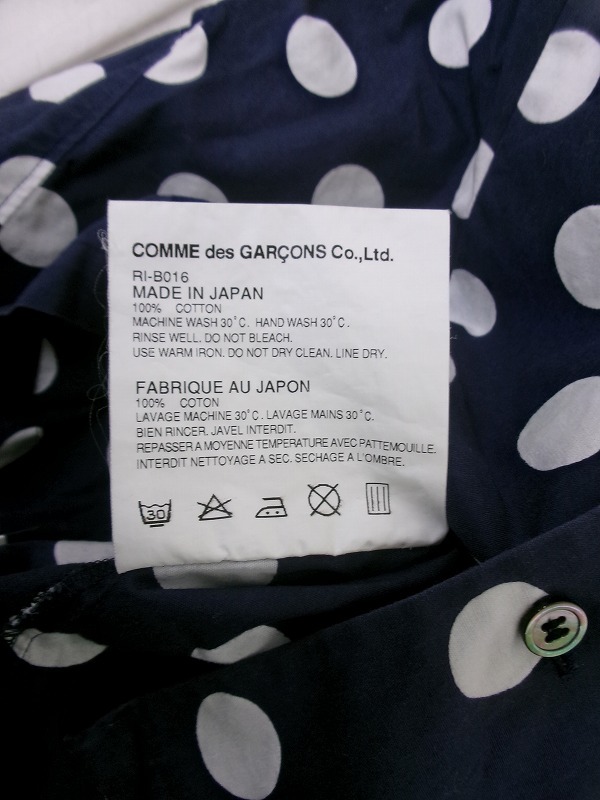 COMME des GARÇONS Co.,Ltd.
RI-B016
MADE IN JAPAN
100% COTTON
MACHINE WASH 30°C. HAND WASH 30°C.
RINSE WELL. DO NOT BLEACH.
USE WARM IRON. DO NOT DRY CLEAN. LINE DRY.
FABRIQUE AU JAPON
100% COTON
LAVAGE MACHINE 30°C. LAVAGE MAINS 30°C.
BIEN RINCER. JAVEL INTERDIT.
REPASSER A MOYENNE TEMPERATURE AVEC PATTEMOUILLE.
INTERDIT NETTOYAGE A SEC. SECHAGE A L'OMBRE.
30